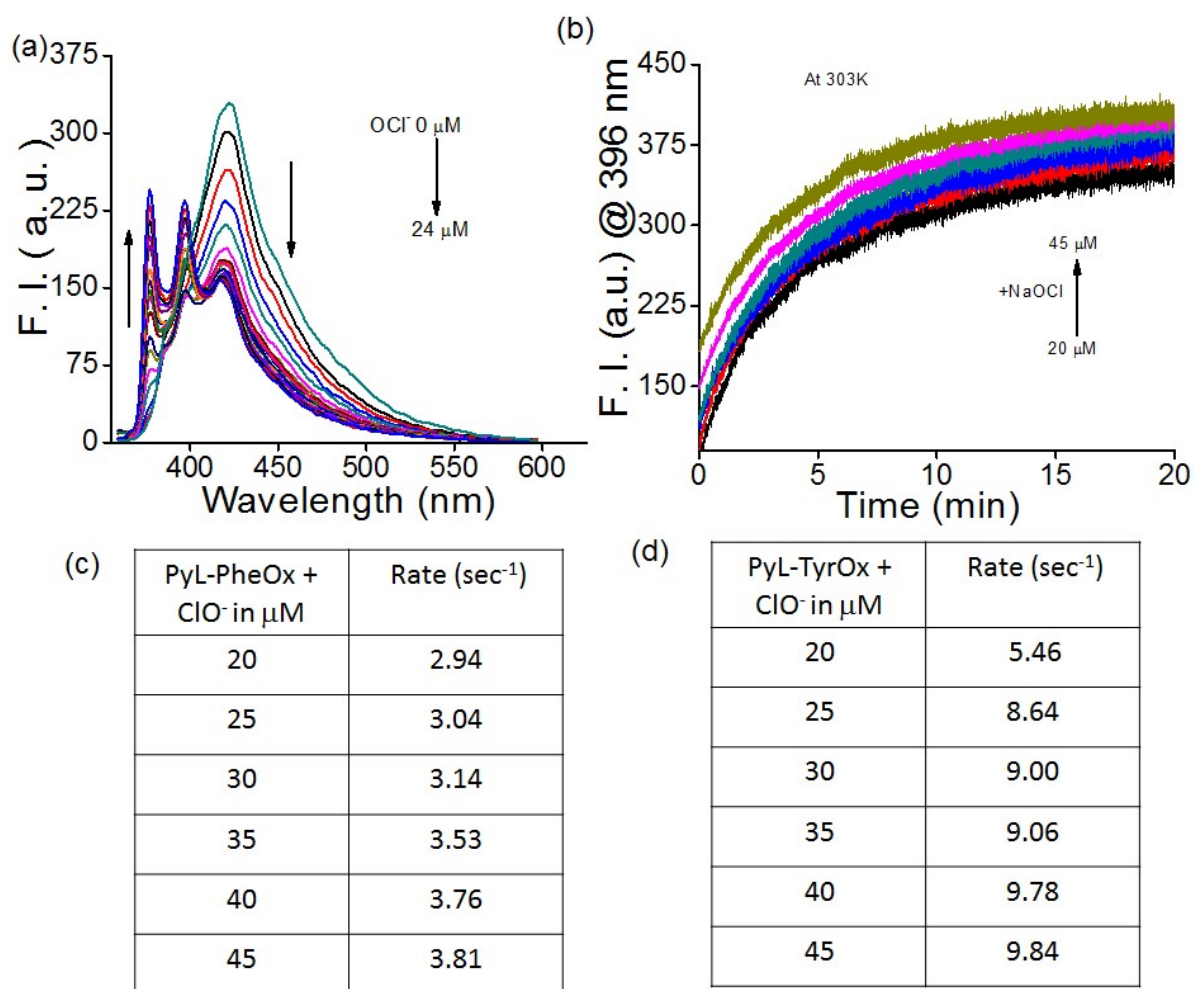 (a)
375
300
225
150
75
0
F. I. ( a. u. )
OCl⁻ 0 μM
24 μM
400 450 500 550 600
Wavelength (nm)
(b)
450
375
300
225
150
F. I. (a.u.) @ 396 nm
At 303K
45 μM
+NaOCl
20 μM
0 5 10 15 20
Time (min)
(c)
PyL-PheOx + Rate (sec⁻¹)
ClO⁻ in μM
20 2.94
25 3.04
30 3.14
35 3.53
40 3.76
45 3.81
(d)
PyL-TyrOx + Rate (sec⁻¹)
ClO⁻ in μM
20 5.46
25 8.64
30 9.00
35 9.06
40 9.78
45 9.84